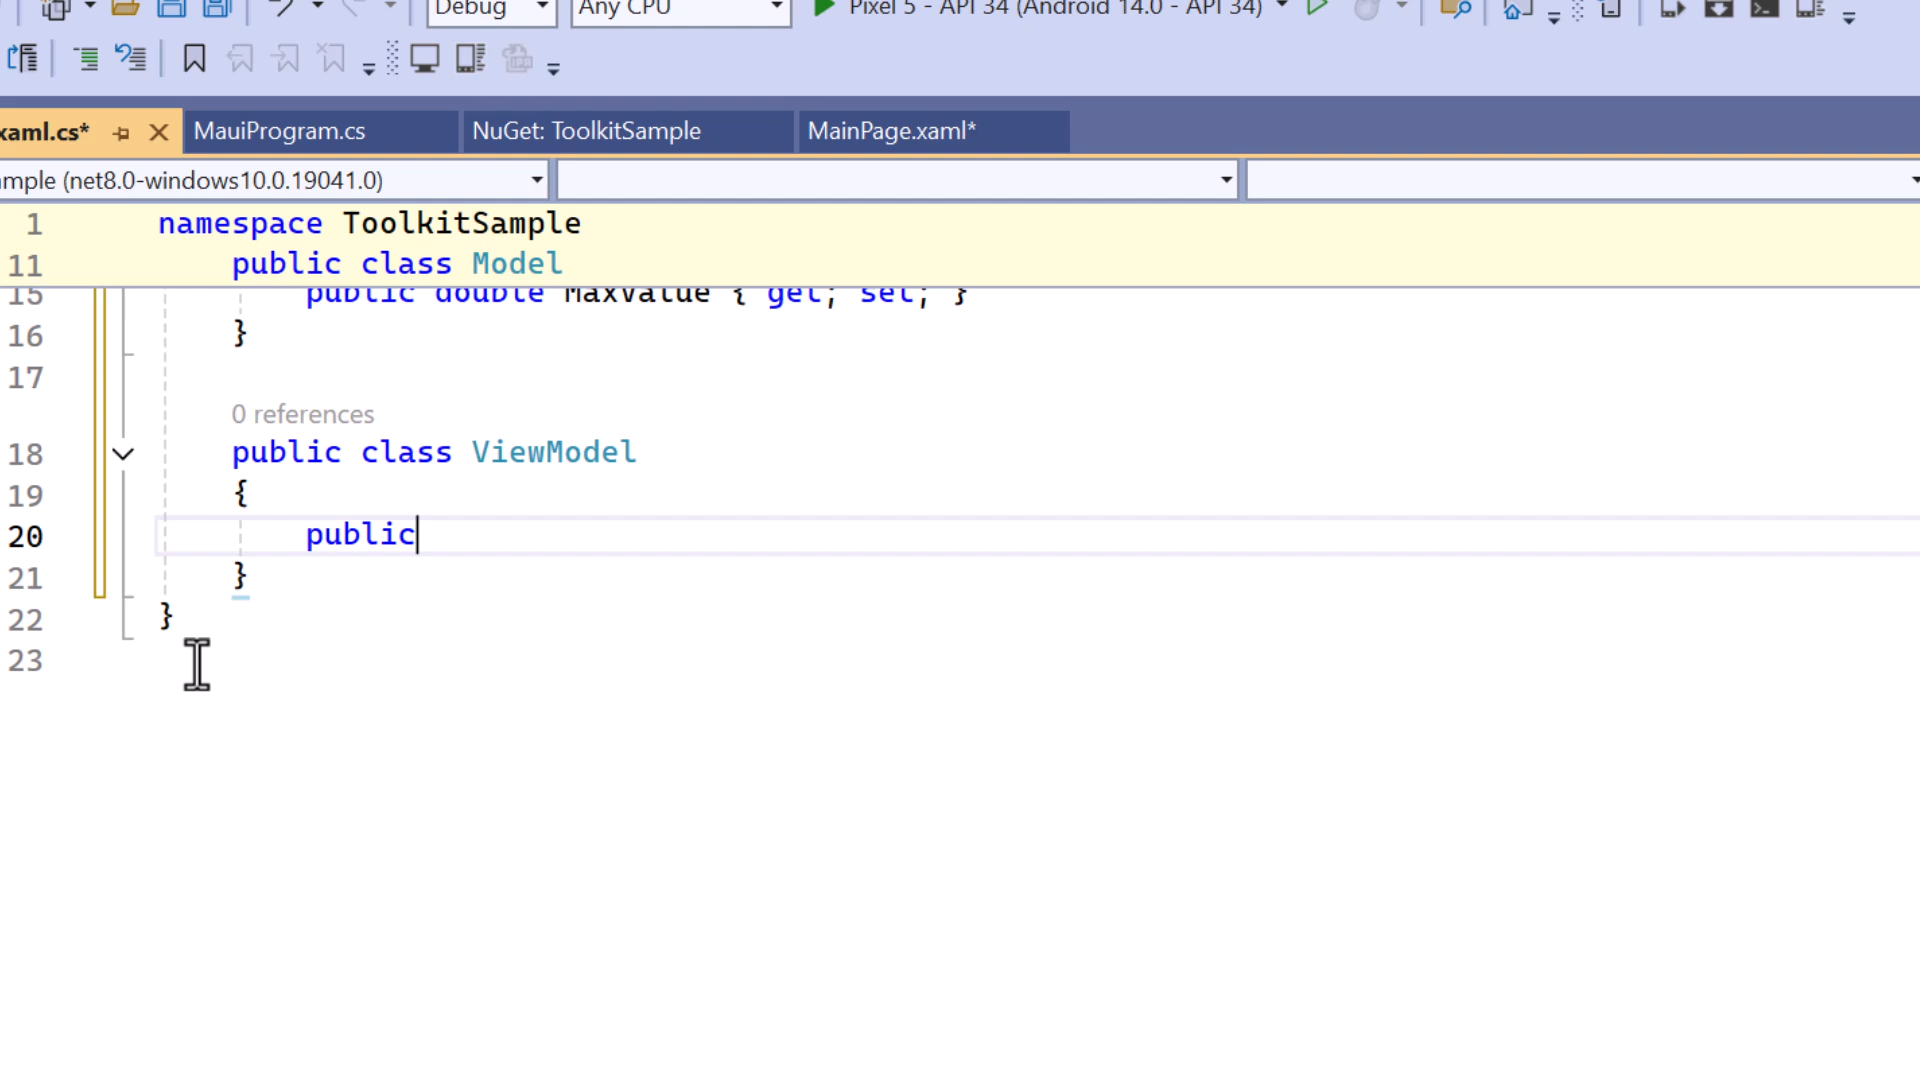 Debug Any CPU Pixel 5 - API 34 (Android 14.0 - API 34)
xaml.cs* MauiProgram.cs NuGet: ToolkitSample MainPage.xaml*
mple (net8.0-windows10.0.19041.0)
1 namespace ToolkitSample
11 public class Model
15 public double MaxValue { get; set; }
16 }
17
0 references
18 public class ViewModel
19 {
20 public
21 }
22 }
23